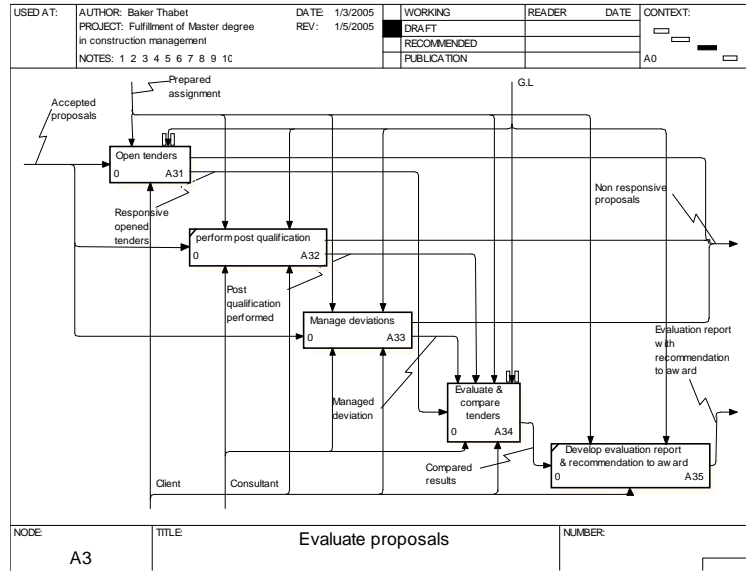 USED AT:
AUTHOR: Baker Thabet
DATE: 1/3/2005
PROJECT: Fulfillment of Master degree
REV: 1/5/2005
in construction management
NOTES: 1 2 3 4 5 6 7 8 9 10
WORKING
DRAFT
RECOMMENDED
PUBLICATION
READER
DATE
CONTEXT:
A0
Prepared
assignment
G.L
Accepted
proposals
Open tenders
0
A31
Responsive
opened
tenders
Non responsive
proposals
perform post qualification
0
A32
Post
qualification
performed
Manage deviations
0
A33
Evaluation report
with
recommendation
to award
Managed
deviation
Evaluate &
compare
tenders
0
A34
Develop evaluation report
& recommendation to award
0
A35
Compared
results
Client
Consultant
NODE:
A3
TITLE:
Evaluate proposals
NUMBER: